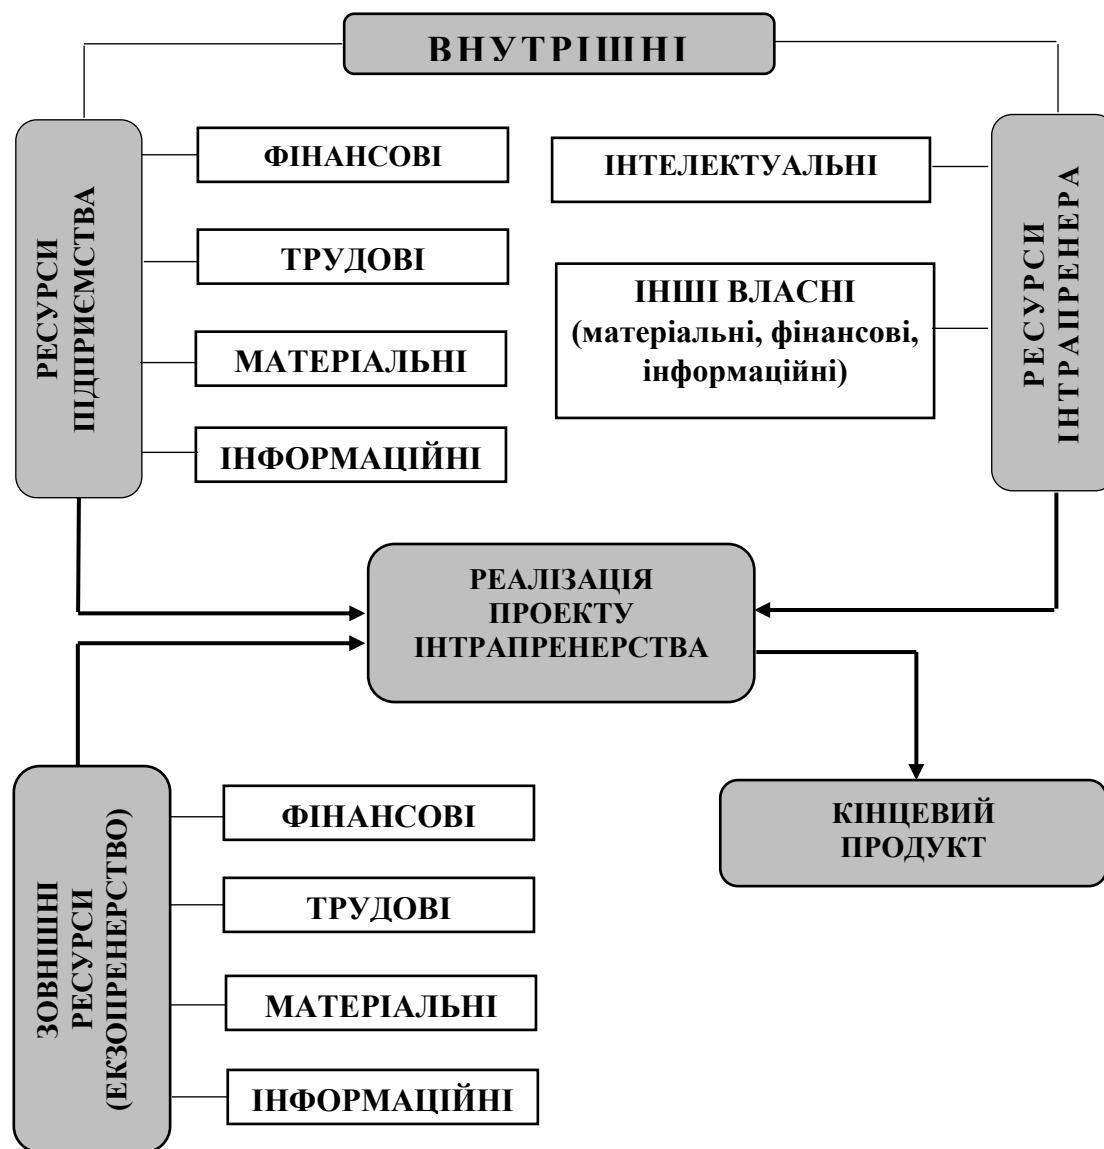 ВНУТРІШНІ
РЕСУРСИ
ПІДПРИЄМСТВА
ФІНАНСОВІ
ТРУДОВІ
МАТЕРІАЛЬНІ
ІНФОРМАЦІЙНІ
ІНТЕЛЕКТУАЛЬНІ
ІНШІ ВЛАСНІ
(матеріальні, фінансові,
інформаційні)
РЕСУРСИ
ІНТРАПРЕНЕРА
РЕАЛІЗАЦІЯ
ПРОЕКТУ
ІНТРАПРЕНЕРСТВА
ЗОВНІШНІ
РЕСУРСИ
(ЕКЗОПРЕНЕРСТВО)
ФІНАНСОВІ
ТРУДОВІ
МАТЕРІАЛЬНІ
ІНФОРМАЦІЙНІ
КІНЦЕВИЙ
ПРОДУКТ